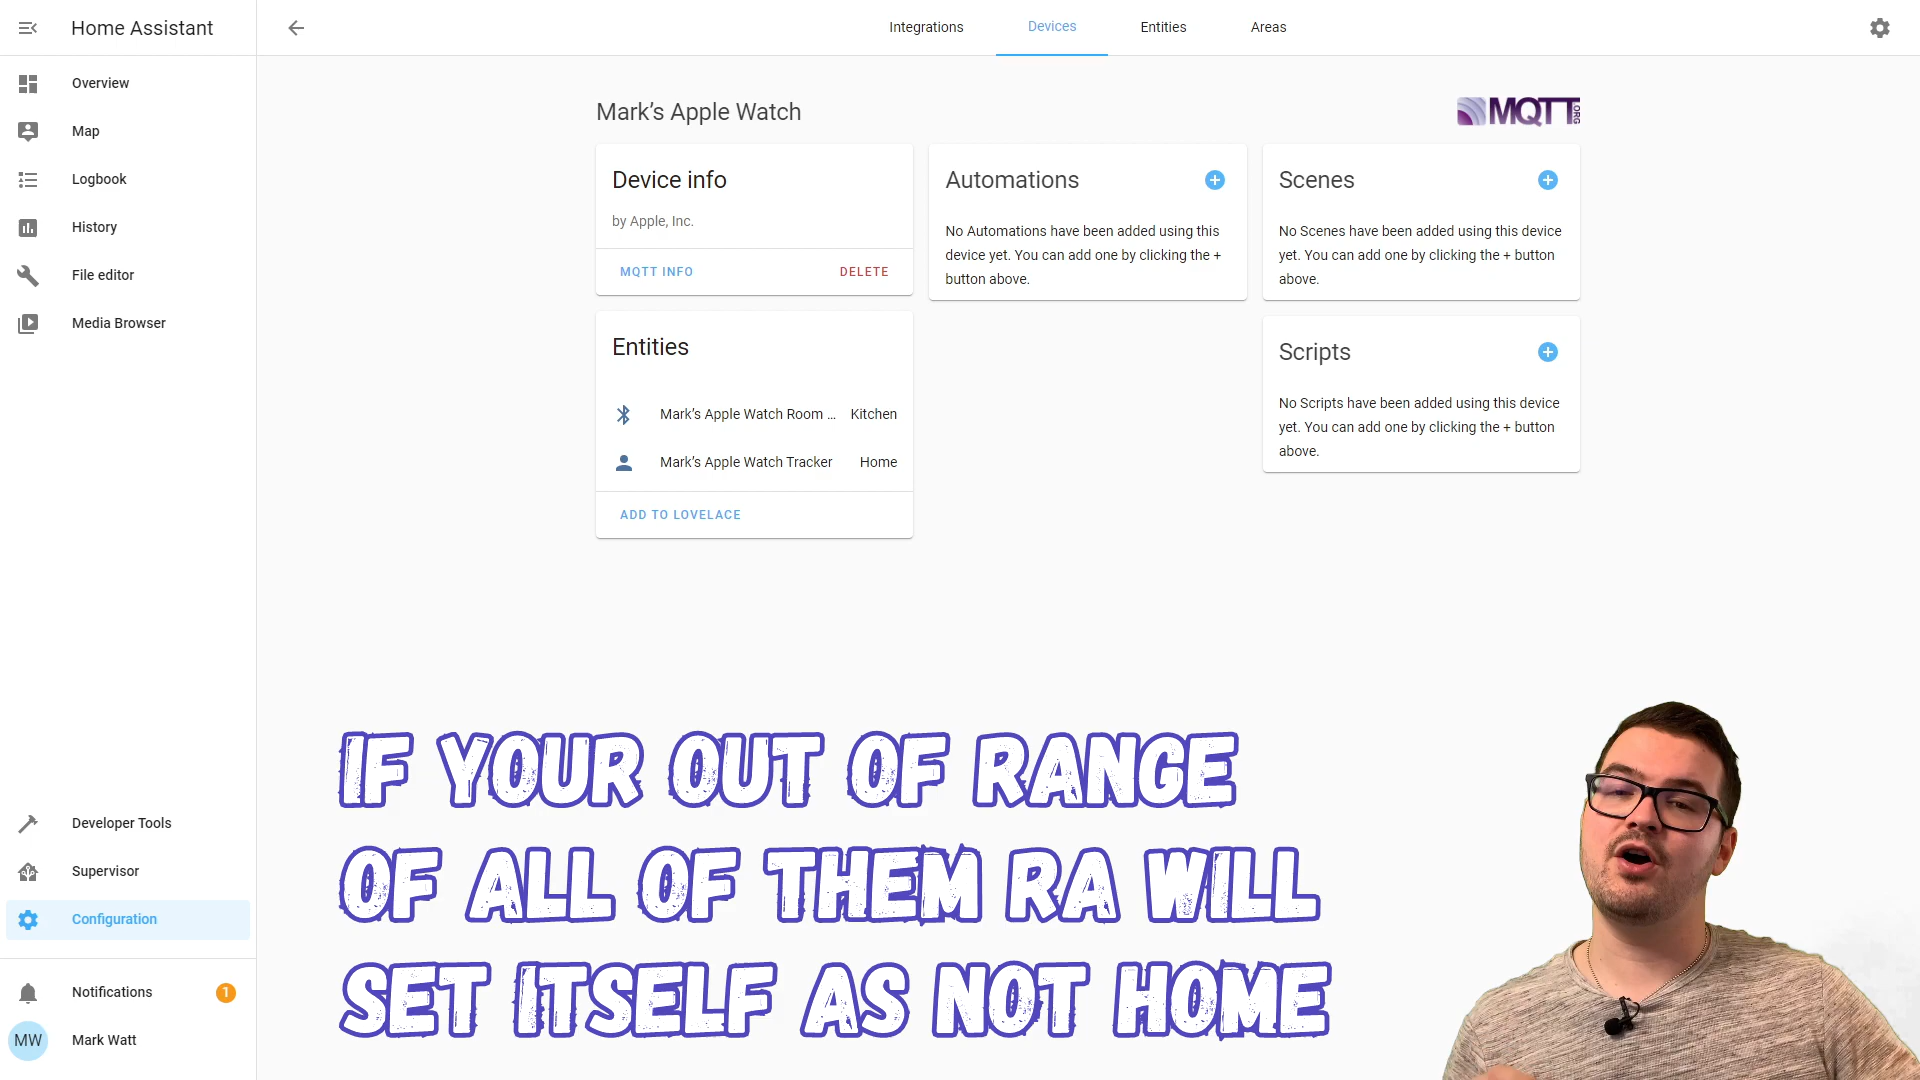 Home Assistant
Integrations
Devices
Entities
Areas
Overview
Map
Logbook
History
File editor
Media Browser
Developer Tools
Supervisor
Configuration
Notifications
1
MW
Mark Watt
Mark’s Apple Watch
MQTT.ORG
Device info
by Apple, Inc.
MQTT INFO
DELETE
Entities
Mark’s Apple Watch Room ...
Kitchen
Mark’s Apple Watch Tracker
Home
ADD TO LOVELACE
Automations
No Automations have been added using this
device yet. You can add one by clicking the +
button above.
Scenes
No Scenes have been added using this device
yet. You can add one by clicking the + button
above.
Scripts
No Scripts have been added using this device
yet. You can add one by clicking the + button
above.
IF YOUR OUT OF RANGE
OF ALL OF THEM RA WILL
SET ITSELF AS NOT HOME